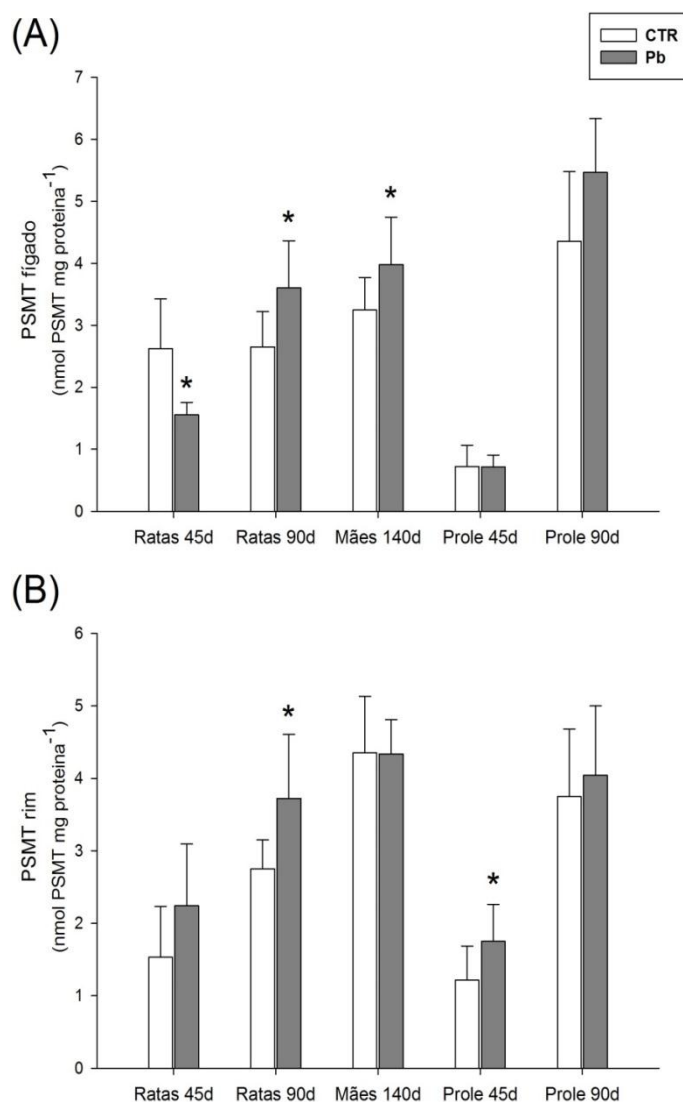 (A)
CTR
Pb
7
6
5
4
3
2
1
0
PSMT fígado
(nmol PSMT mg proteina⁻¹)
*
*
*
Ratas 45d Ratas 90d Mães 140d Prole 45d Prole 90d
(B)
6
5
4
3
2
1
0
PSMT rim
(nmol PSMT mg proteina⁻¹)
*
*
Ratas 45d Ratas 90d Mães 140d Prole 45d Prole 90d